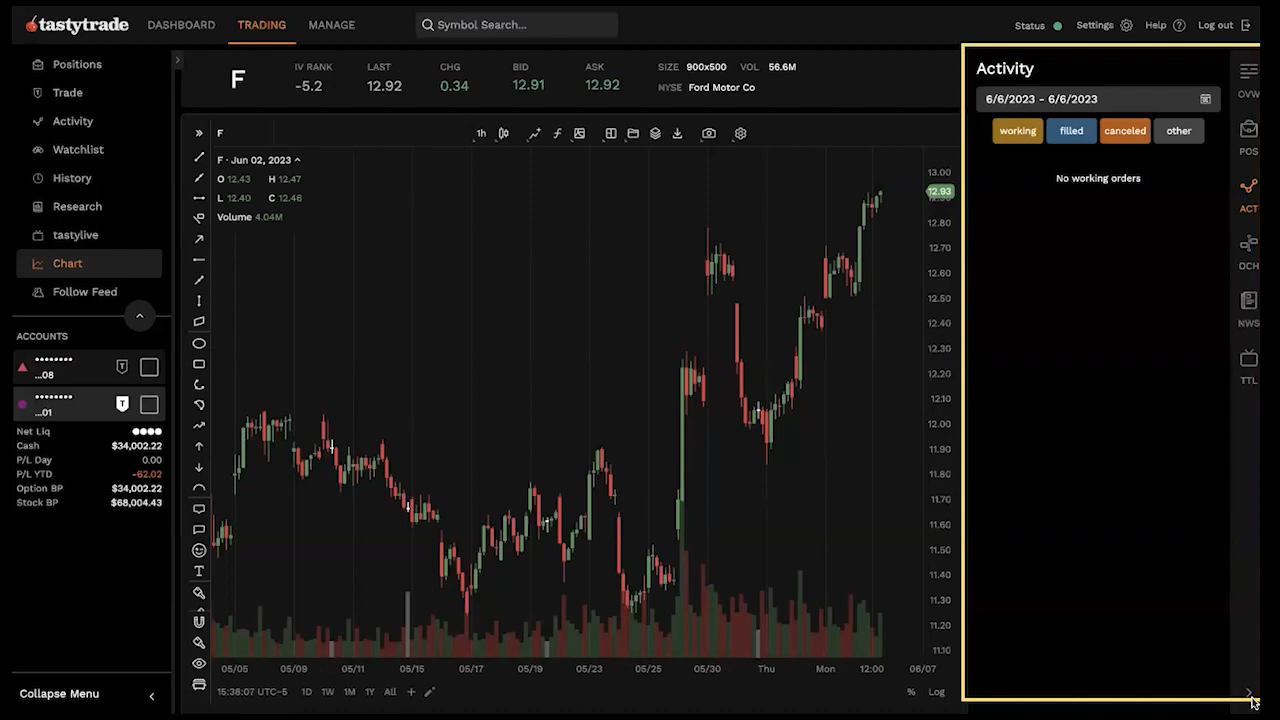 tastytrade DASHBOARD TRADING MANAGE Symbol Search... Status Settings Help Log out
Positions
Trade
Activity
Watchlist
History
Research
tastylive
Chart
Follow Feed
ACCOUNTS
...08
...01
Net Liq
Cash $34,002.22
P/L Day 0.00
P/L YTD -62.02
Option BP $34,002.22
Stock BP $68,004.43
Collapse Menu
F
IV RANK LAST CHG BID ASK SIZE 900x500 VOL 56.6M
-5.2 12.92 0.34 12.91 12.92 NYSE Ford Motor Co
F 1h
F · Jun 02, 2023
O 12.43 H 12.47
L 12.40 C 12.46
Volume 4.04M
T
13.00
12.93
12.80
12.70
12.60
12.50
12.40
12.30
12.20
12.10
12.00
11.90
11.80
11.70
11.60
11.50
11.40
11.30
11.20
11.10
05/05 05/09 05/11 05/15 05/17 05/19 05/23 05/25 05/30 Thu Mon 12:00 06/07
15:38:07 UTC-5 1D 1W 1M 1Y All % Log
Activity
6/6/2023 - 6/6/2023
working filled canceled other
No working orders
OVW
POS
ACT
OCH
NWS
TTL